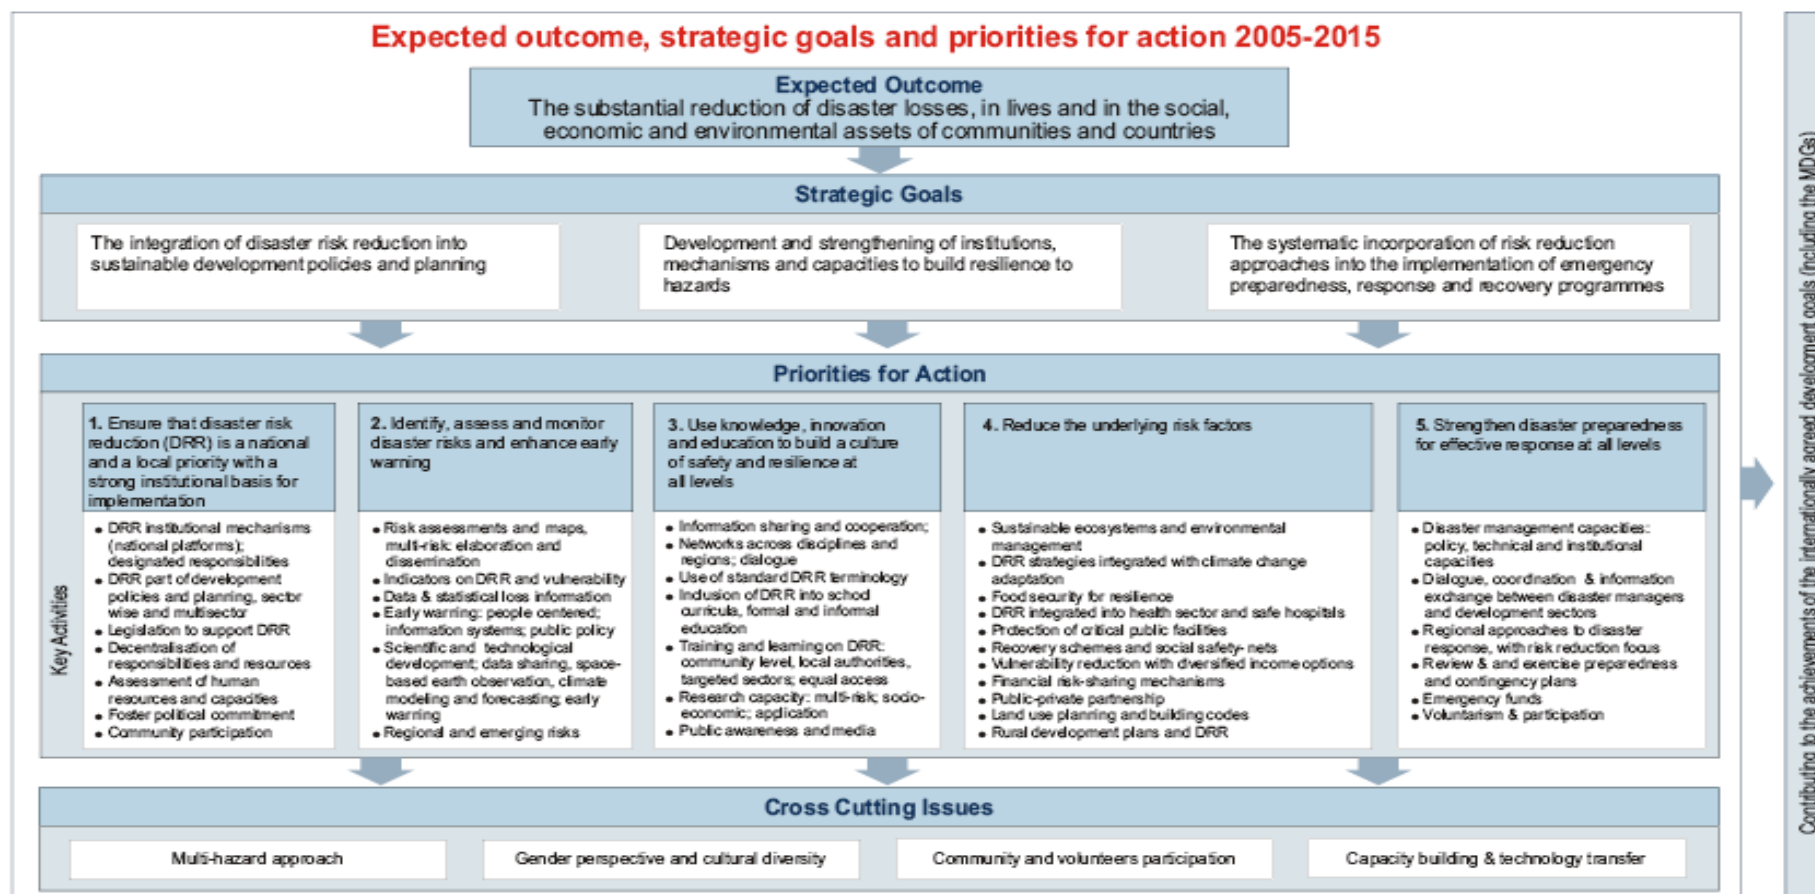 Expected outcome, strategic goals and priorities for action 2005-2015
Expected Outcome
The substantial reduction of disaster losses, in lives and in the social,
economic and environmental assets of communities and countries
Strategic Goals
The integration of disaster risk reduction into
sustainable development policies and planning
Development and strengthening of institutions,
mechanisms and capacities to build resilience to
hazards
The systematic incorporation of risk reduction
approaches into the implementation of emergency
preparedness, response and recovery programmes
Priorities for Action
Key Activities
1. Ensure that disaster risk
reduction (DRR) is a national
and a local priority with a
strong institutional basis for
implementation
• DRR institutional mechanisms
(national platforms);
designated responsibilities
• DRR part of development
policies and planning, sector
wise and multisector
• Legislation to support DRR
• Decentralisation of
responsibilities and resources
• Assessment of human
resources and capacities
• Foster political commitment
• Community participation
2. Identify, assess and monitor
disaster risks and enhance early
warning
• Risk assessments and maps,
multi-risk: elaboration and
dissemination
• Indicators on DRR and vulnerability
• Data & statistical loss information
• Early warning: people centered;
information systems; public policy
• Scientific and technological
development; data sharing, space-
based earth observation, climate
modeling and forecasting; early
warning
• Regional and emerging risks
3. Use knowledge, innovation
and education to build a culture
of safety and resilience at
all levels
• Information sharing and cooperation;
• Networks across disciplines and
regions; dialogue
• Use of standard DRR terminology
• Inclusion of DRR into school
curricula, formal and informal
education
• Training and learning on DRR:
community level, local authorities,
targeted sectors; equal access
• Research capacity: multi-risk; socio-
economic; application
• Public awareness and media
4. Reduce the underlying risk factors
• Sustainable ecosystems and environmental
management
• DRR strategies integrated with climate change
adaptation
• Food security for resilience
• DRR integrated into health sector and safe hospitals
• Protection of critical public facilities
• Recovery schemes and social safety- nets
• Vulnerability reduction with diversified income options
• Financial risk-sharing mechanisms
• Public-private partnership
• Land use planning and building codes
• Rural development plans and DRR
5. Strengthen disaster preparedness
for effective response at all levels
• Disaster management capacities:
policy, technical and institutional
capacities
• Dialogue, coordination & information
exchange between disaster managers
and development sectors
• Regional approaches to disaster
response, with risk reduction focus
• Review & and exercise preparedness
and contingency plans
• Emergency funds
• Voluntarism & participation
Cross Cutting Issues
Multi-hazard approach
Gender perspective and cultural diversity
Community and volunteers participation
Capacity building & technology transfer
Contributing to the achievements of the internationally agreed development goals (including the MDGs)